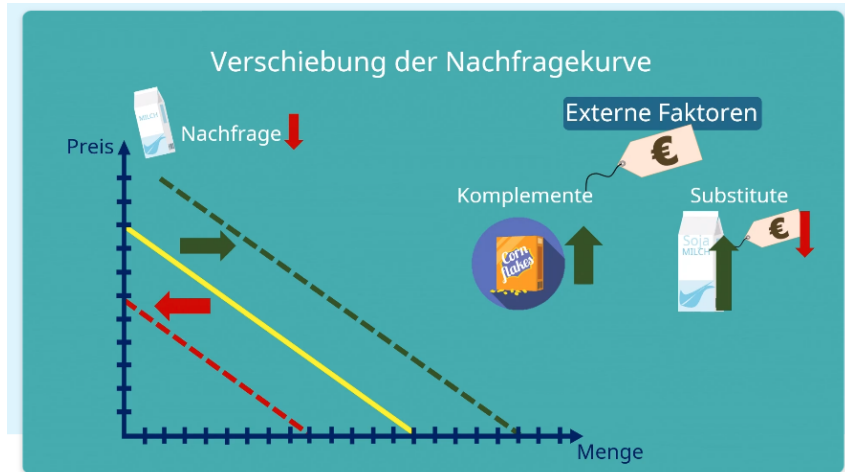 Verschiebung der Nachfragekurve
MILCH
Nachfrage
Preis
Externe Faktoren
€
Komplemente
Corn
flakes
Substitute
€
Soja
MILCH
Menge